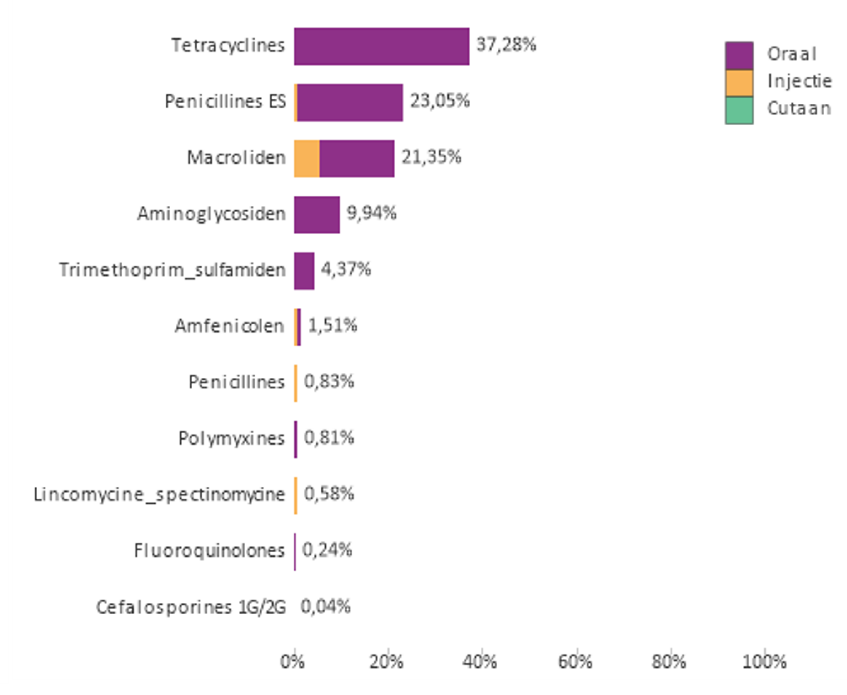 Tetracyclines 37,28%
Penicillines ES 23,05%
Macroliden 21,35%
Aminoglycosiden 9,94%
Trimethoprim_sulfamiden 4,37%
Amfenicolen 1,51%
Penicillines 0,83%
Polymyxines 0,81%
Lincomycine_spectinomycine 0,58%
Fluoroquinolones 0,24%
Cefalosporines 1G/2G 0,04%
0% 20% 40% 60% 80% 100%
Oraal
Injectie
Cutaan